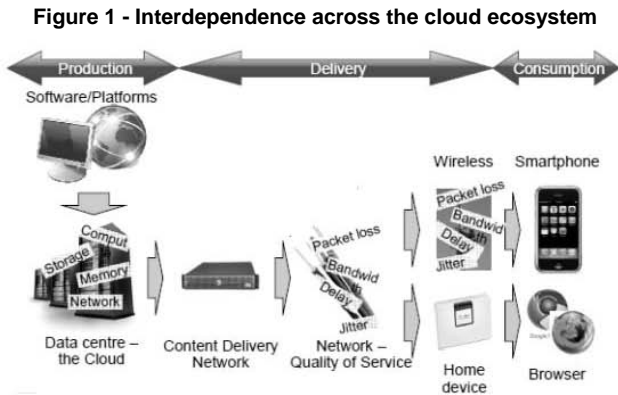 Figure 1 - Interdependence across the cloud ecosystem
Production
Delivery
Consumption
Software/Platforms
Wireless
Smartphone
Packet loss
Bandwid
th
Delay
Jitter
Comput
Storage
Memory
Network
Packet loss
Bandwid
th
Delay
Jitter
Data centre –
the Cloud
Content Delivery
Network
Network –
Quality of Service
Home
device
Browser